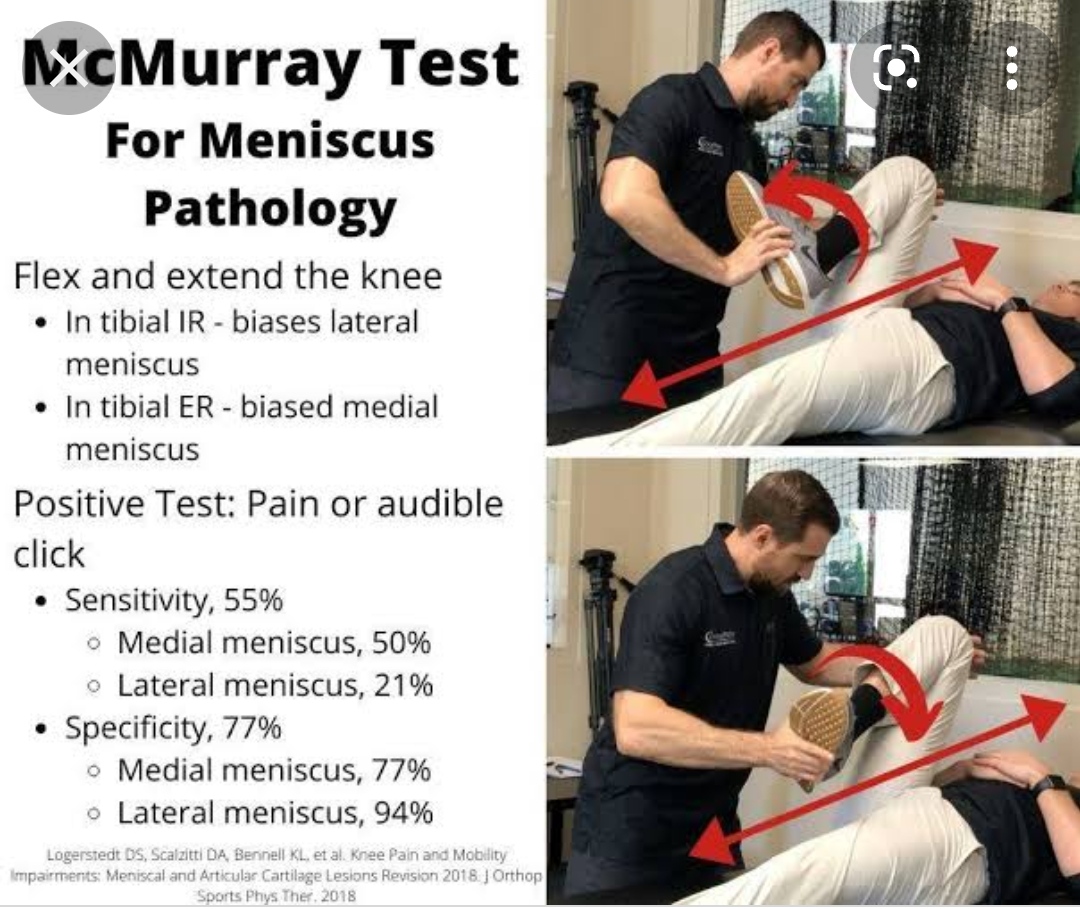 McMurray Test
For Meniscus
Pathology
Flex and extend the knee
• In tibial IR - biases lateral
meniscus
• In tibial ER - biased medial
meniscus
Positive Test: Pain or audible
click
• Sensitivity, 55%
◦ Medial meniscus, 50%
◦ Lateral meniscus, 21%
• Specificity, 77%
◦ Medial meniscus, 77%
◦ Lateral meniscus, 94%
Logerstedt DS, Scalzitti DA, Bennell KL, et al. Knee Pain and Mobility
Impairments: Meniscal and Articular Cartilage Lesions Revision 2018. J Orthop
Sports Phys Ther. 2018